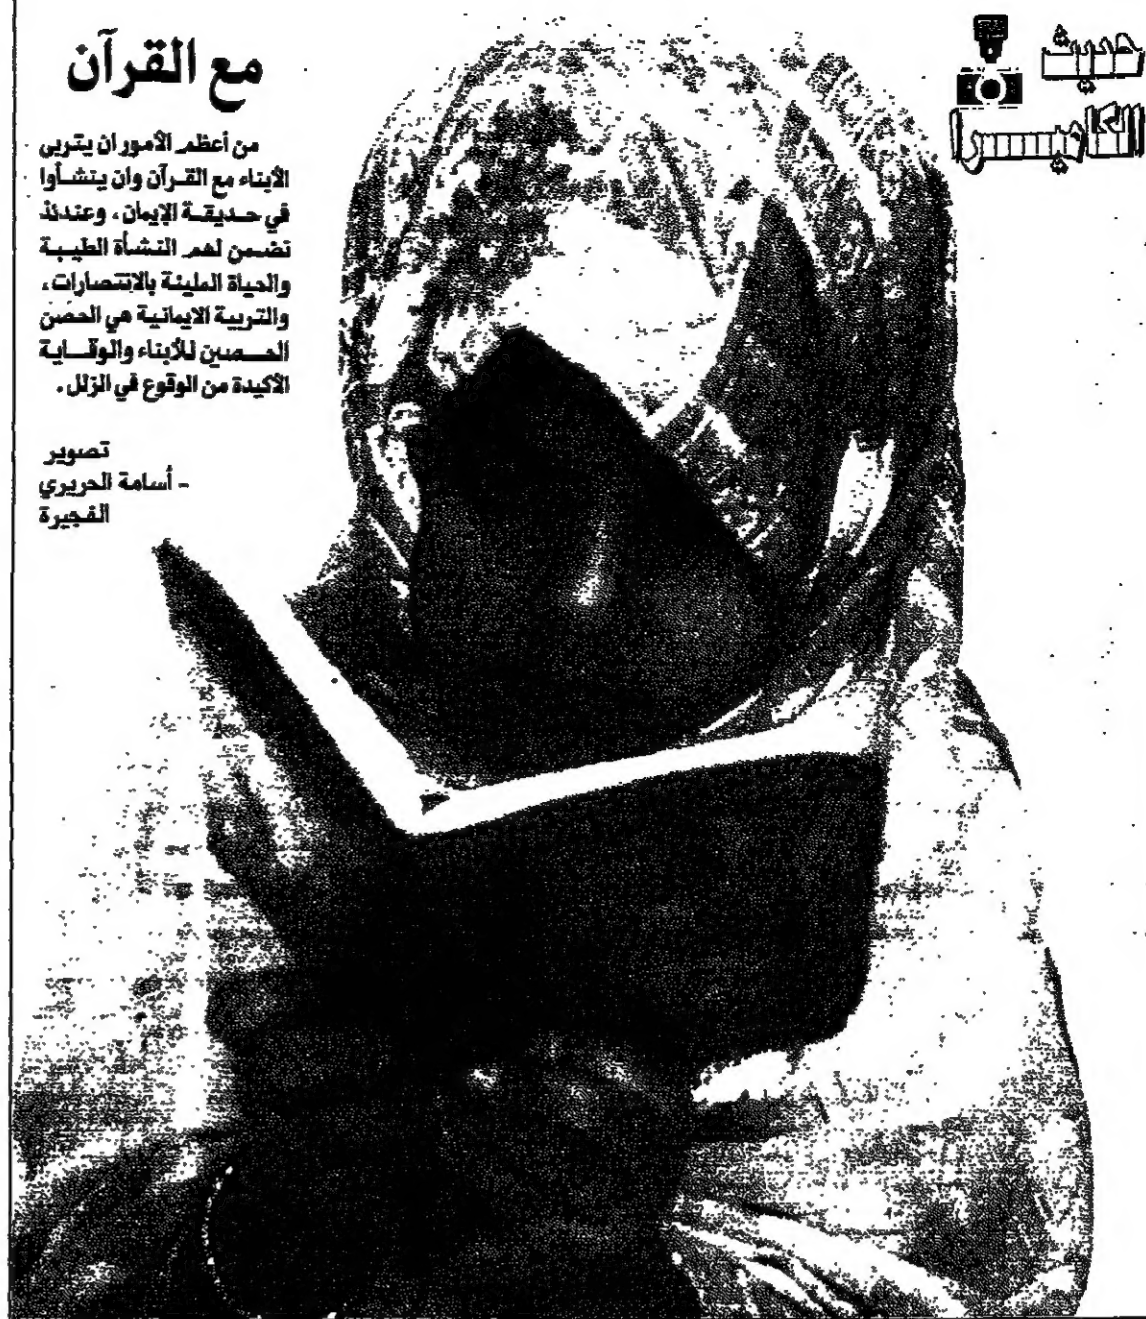 حديث
الكاميرا
مع القرآن
من أعظم الأمور ان يتربى
الأبناء مع القرآن وان ينشأوا
في حديقة الإيمان، وعندئذ
تضمن لهم النشأة الطيبة
والحياة المليئة بالانتصارات،
والتربية الايمانية هي الحصن
الحصين للأبناء والوقاية
الأكيدة من الوقوع في الزلل.
تصوير
- أسامة الحريري
الفجيرة